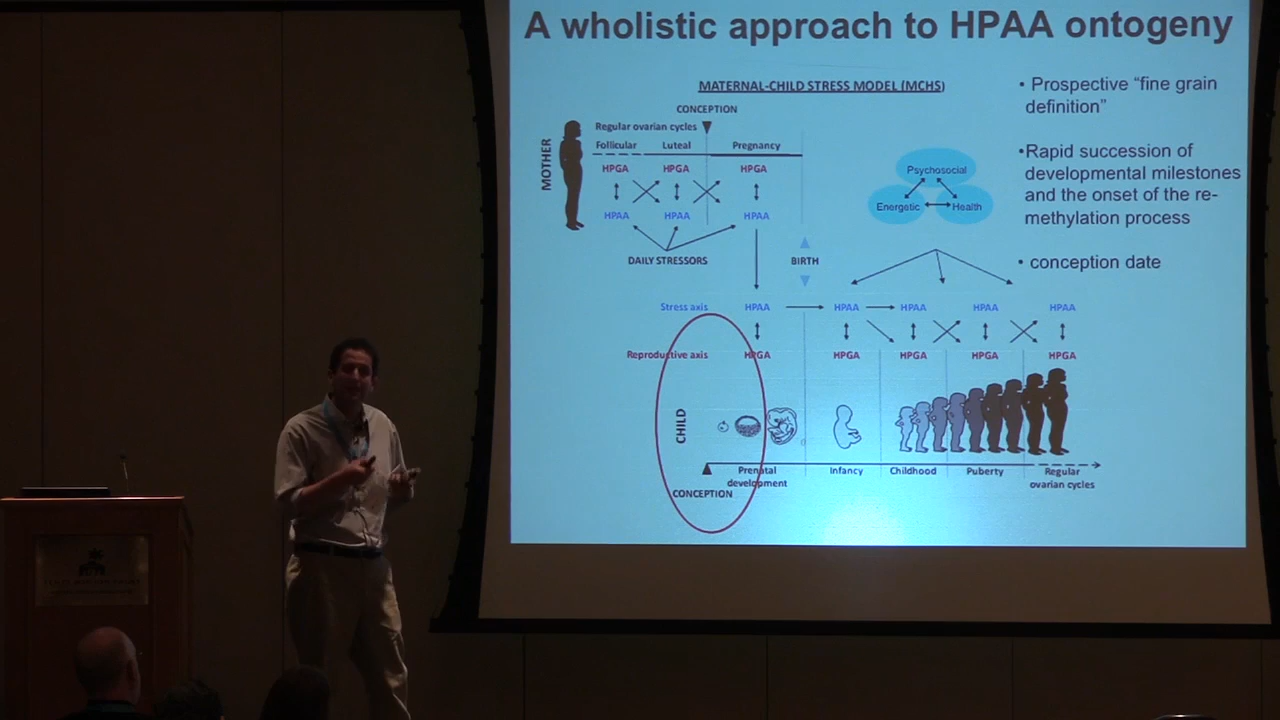 A wholistic approach to HPAA ontogeny
MATERNAL-CHILD STRESS MODEL (MCHS)
CONCEPTION
Regular ovarian cycles
Follicular Luteal Pregnancy
MOTHER
HPGA HPGA HPGA
HPAA HPAA HPAA
DAILY STRESSORS
BIRTH
Psychosocial
Energetic Health
• Prospective “fine grain
definition”
•Rapid succession of
developmental milestones
and the onset of the re-
methylation process
• conception date
Stress axis HPAA HPAA HPAA HPAA HPAA
Reproductive axis HPGA HPGA HPGA HPGA HPGA
CHILD
Prenatal
development
Infancy
Childhood
Puberty
Regular
ovarian cycles
CONCEPTION